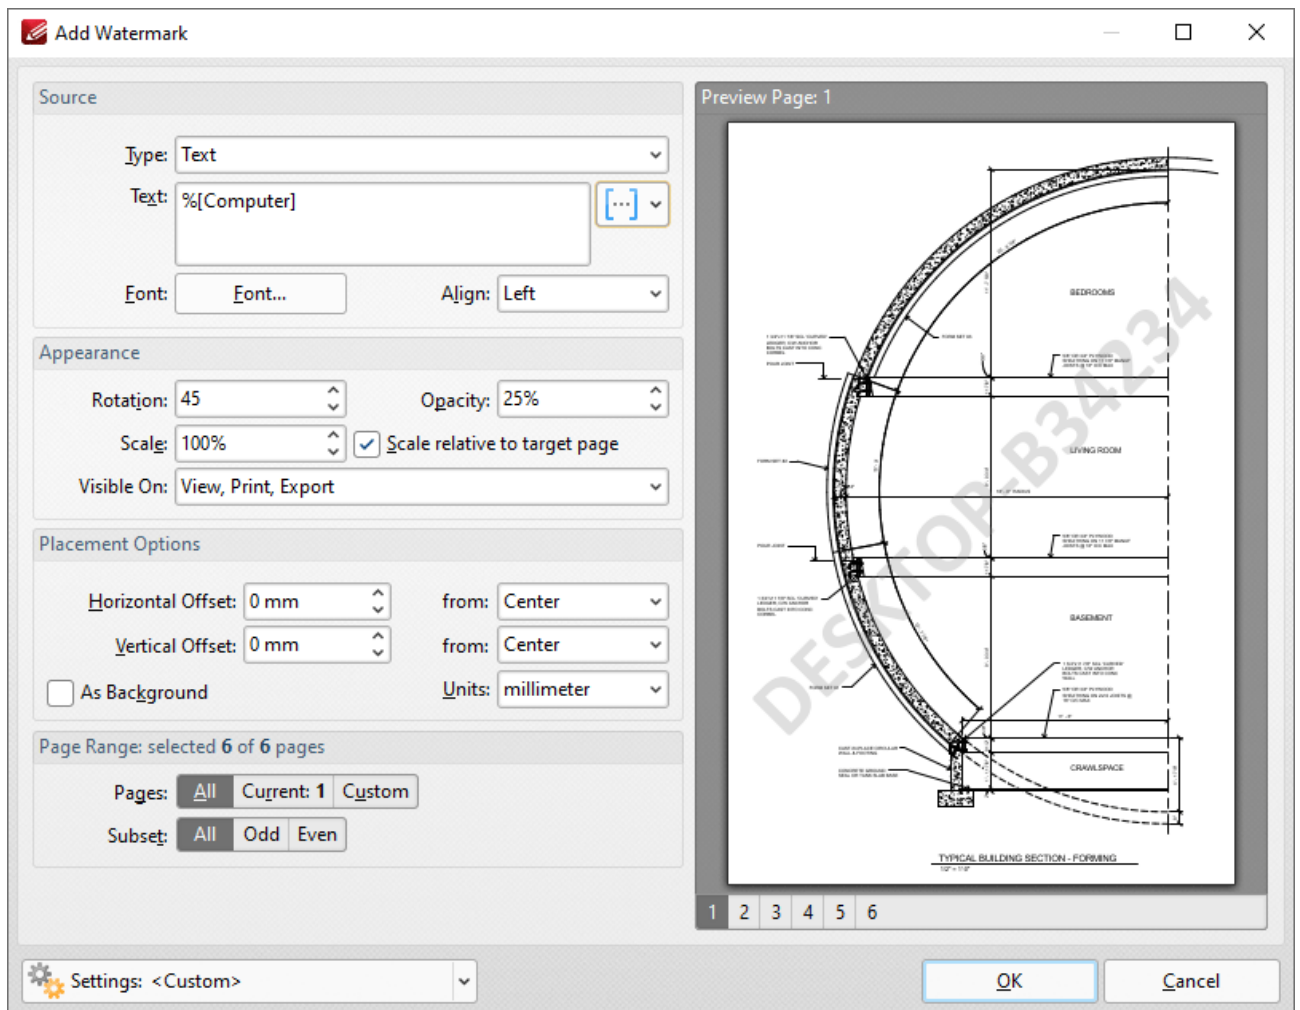 Add Watermark
Source
Type: Text
Text: %[Computer]
Font: Font... Align: Left
Appearance
Rotation: 45 Opacity: 25%
Scale: 100% Scale relative to target page
Visible On: View, Print, Export
Placement Options
Horizontal Offset: 0 mm from: Center
Vertical Offset: 0 mm from: Center
As Background Units: millimeter
Page Range: selected 6 of 6 pages
Pages: All Current: 1 Custom
Subset: All Odd Even
Preview Page: 1
BEDROOMS
LIVING ROOM
BASEMENT
CRAWLSPACE
DESKTOP-B34234
TYPICAL BUILDING SECTION - FORMING
1 2 3 4 5 6
Settings: <Custom>
OK Cancel